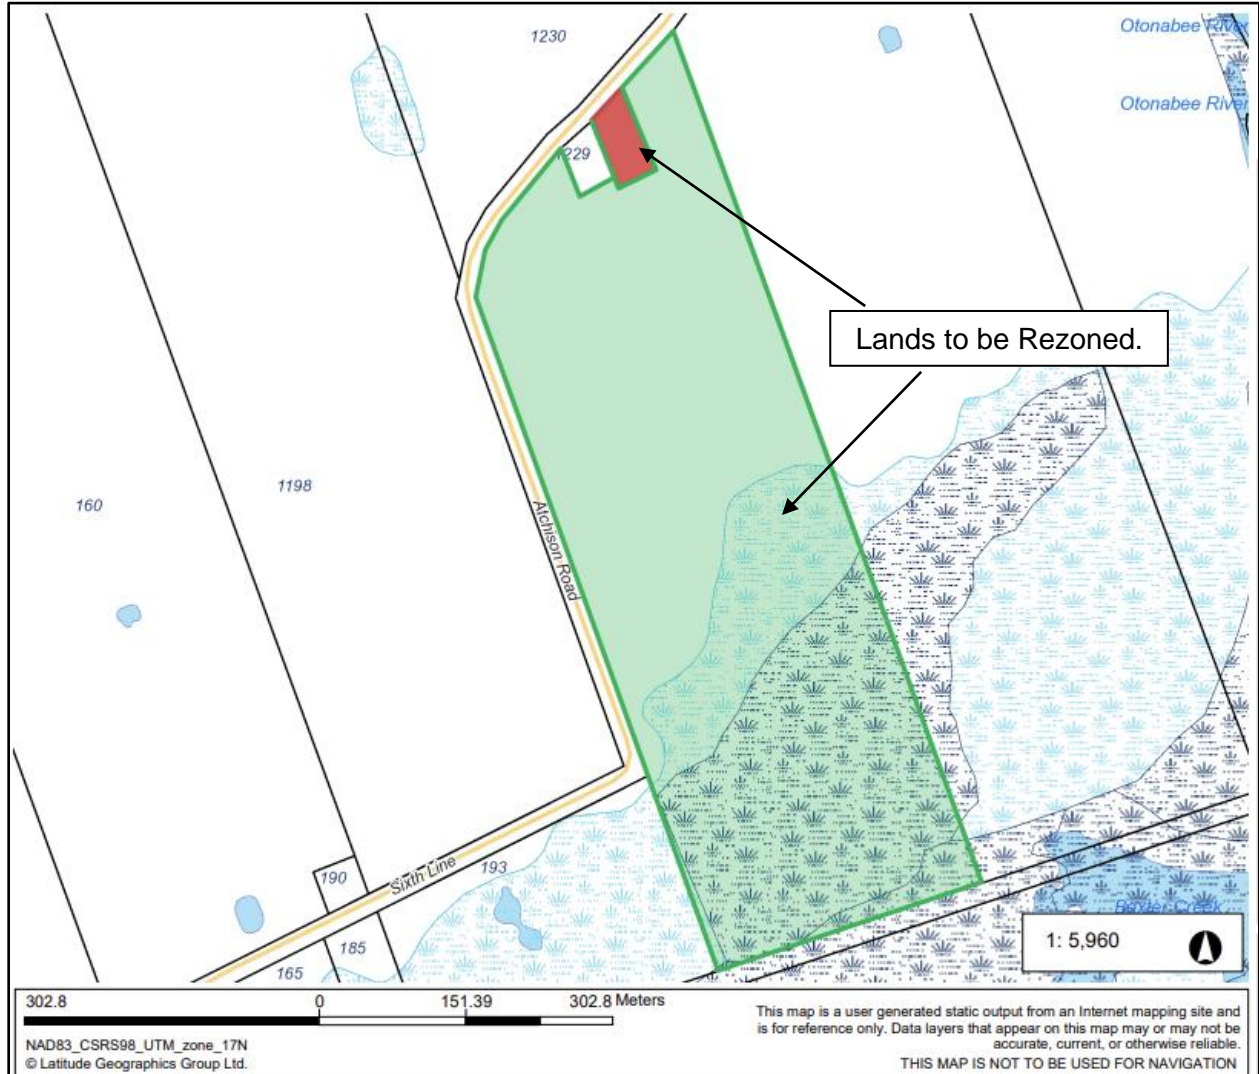 1230
Otonabee River
Otonabee River
1229
Lands to be Rezoned.
1198
160
Atchison Road
193
190
Sixth Line
185
165
Baxter Creek
1: 5,960
302.8 0 151.39 302.8 Meters
NAD83_CSRS98_UTM_zone_17N
© Latitude Geographics Group Ltd.
This map is a user generated static output from an Internet mapping site and
is for reference only. Data layers that appear on this map may or may not be
accurate, current, or otherwise reliable.
THIS MAP IS NOT TO BE USED FOR NAVIGATION